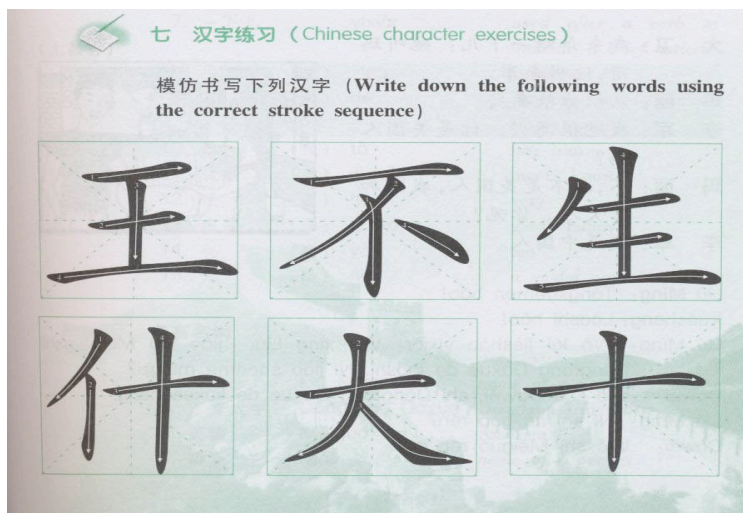 七 汉字练习（Chinese character exercises）
模仿书写下列汉字（Write down the following words using
the correct stroke sequence）
王 不 生
什 大 十